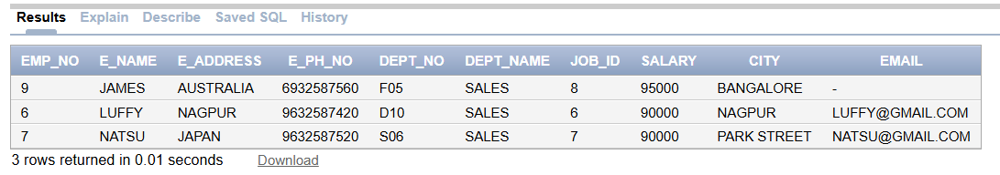 Results Explain Describe Saved SQL History
EMP_NO E_NAME E_ADDRESS E_PH_NO DEPT_NO DEPT_NAME JOB_ID SALARY CITY EMAIL
9 JAMES AUSTRALIA 6932587560 F05 SALES 8 95000 BANGALORE -
6 LUFFY NAGPUR 9632587420 D10 SALES 6 90000 NAGPUR LUFFY@GMAIL.COM
7 NATSU JAPAN 9632587520 S06 SALES 7 90000 PARK STREET NATSU@GMAIL.COM
3 rows returned in 0.01 seconds Download